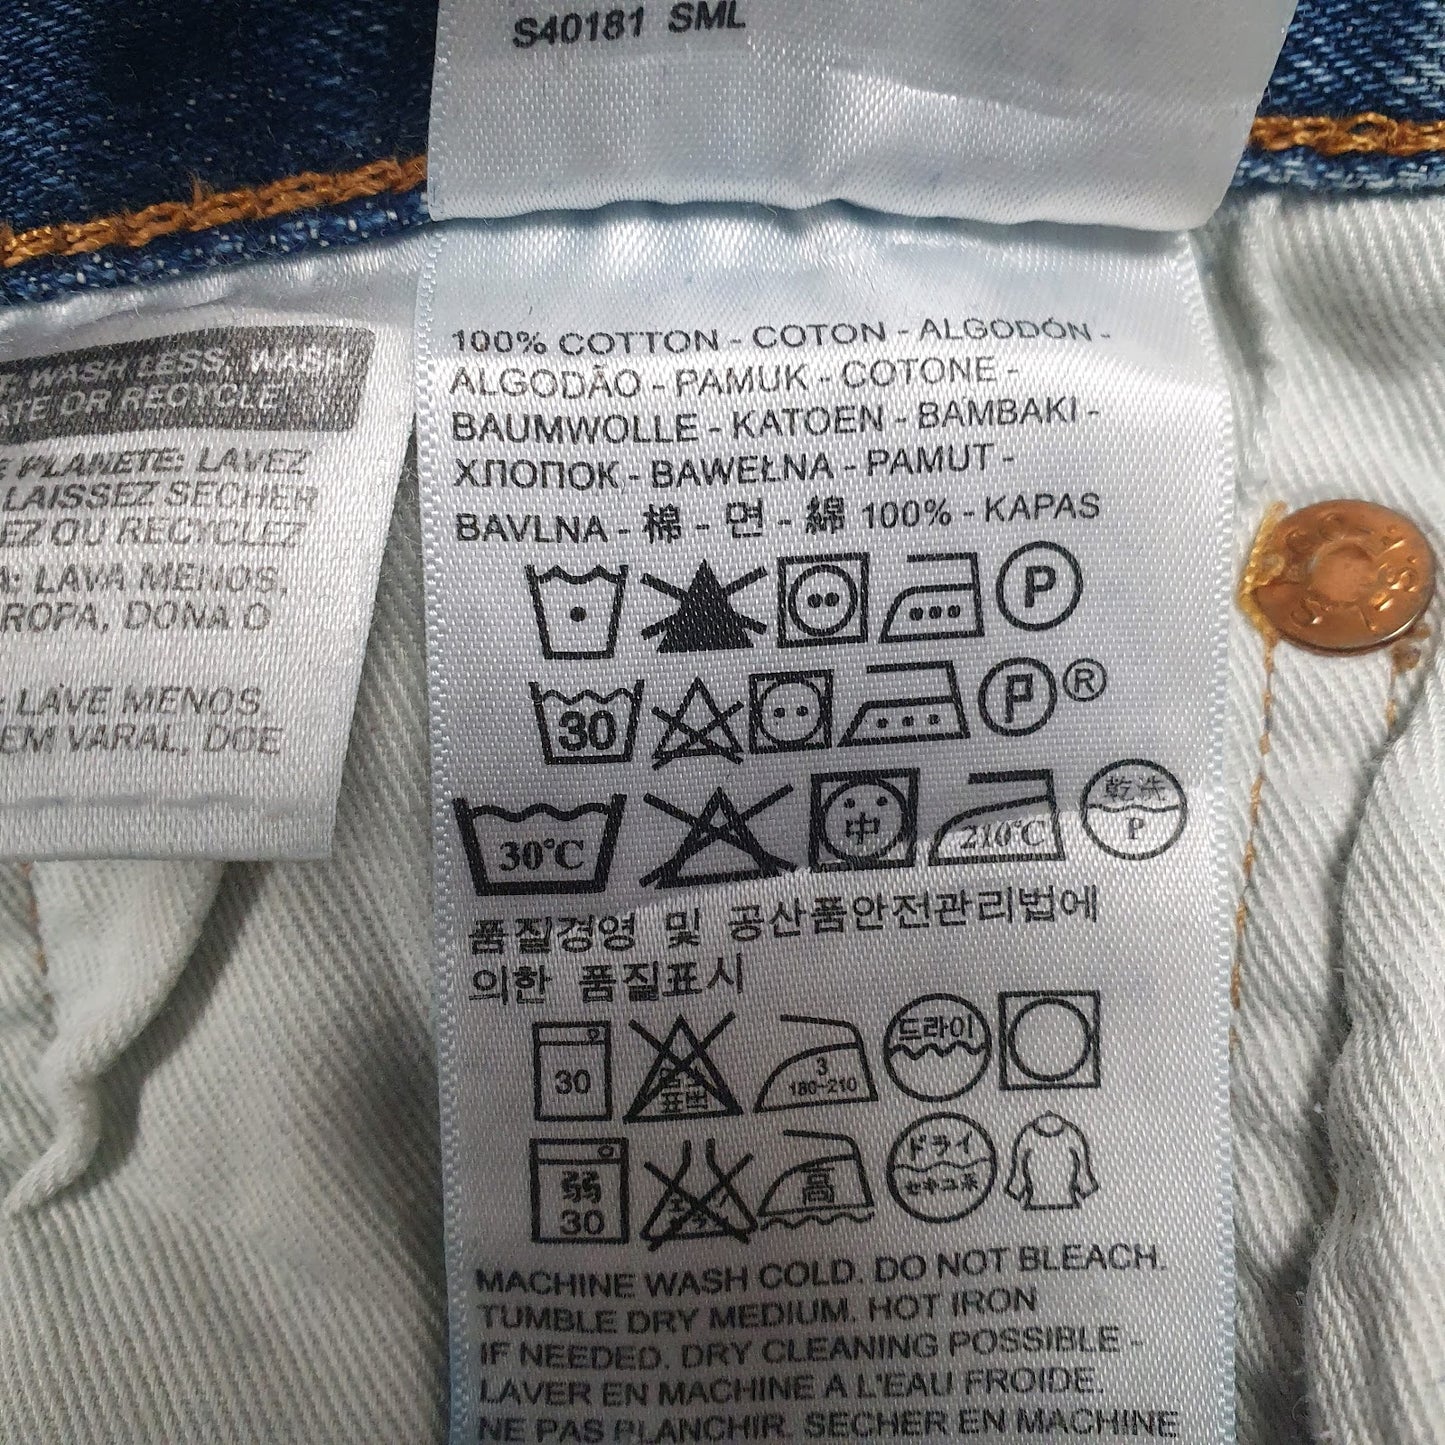 S40181 SML
WASH LESS, WASH
OR RECYCLE
PLANETE: LAVEZ
LAISSEZ SECHER
EZ OU RECYCLEZ
A: LAVA MENOS,
ROPA, DONA O
: LAVE MENOS,
EM VARAL, DOE
100% COTTON - COTON - ALGODÓN -
ALGODÃO - PAMUK - COTONE -
BAUMWOLLE - KATOEN - BAMBAKI -
ХЛОПОК - BAWEŁNA - PAMUT -
BAVLNA - 棉 - 면 - 綿 100% - KAPAS
P
30 P ®
30℃ 中 210℃ 乾洗 P
품질경영 및 공산품안전관리법에
의한 품질표시
30 3 180-210 드라이
弱 30 高 ドライ セキユ系
MACHINE WASH COLD. DO NOT BLEACH.
TUMBLE DRY MEDIUM. HOT IRON
IF NEEDED. DRY CLEANING POSSIBLE -
LAVER EN MACHINE A L'EAU FROIDE.
NE PAS BLANCHIR. SECHER EN MACHINE